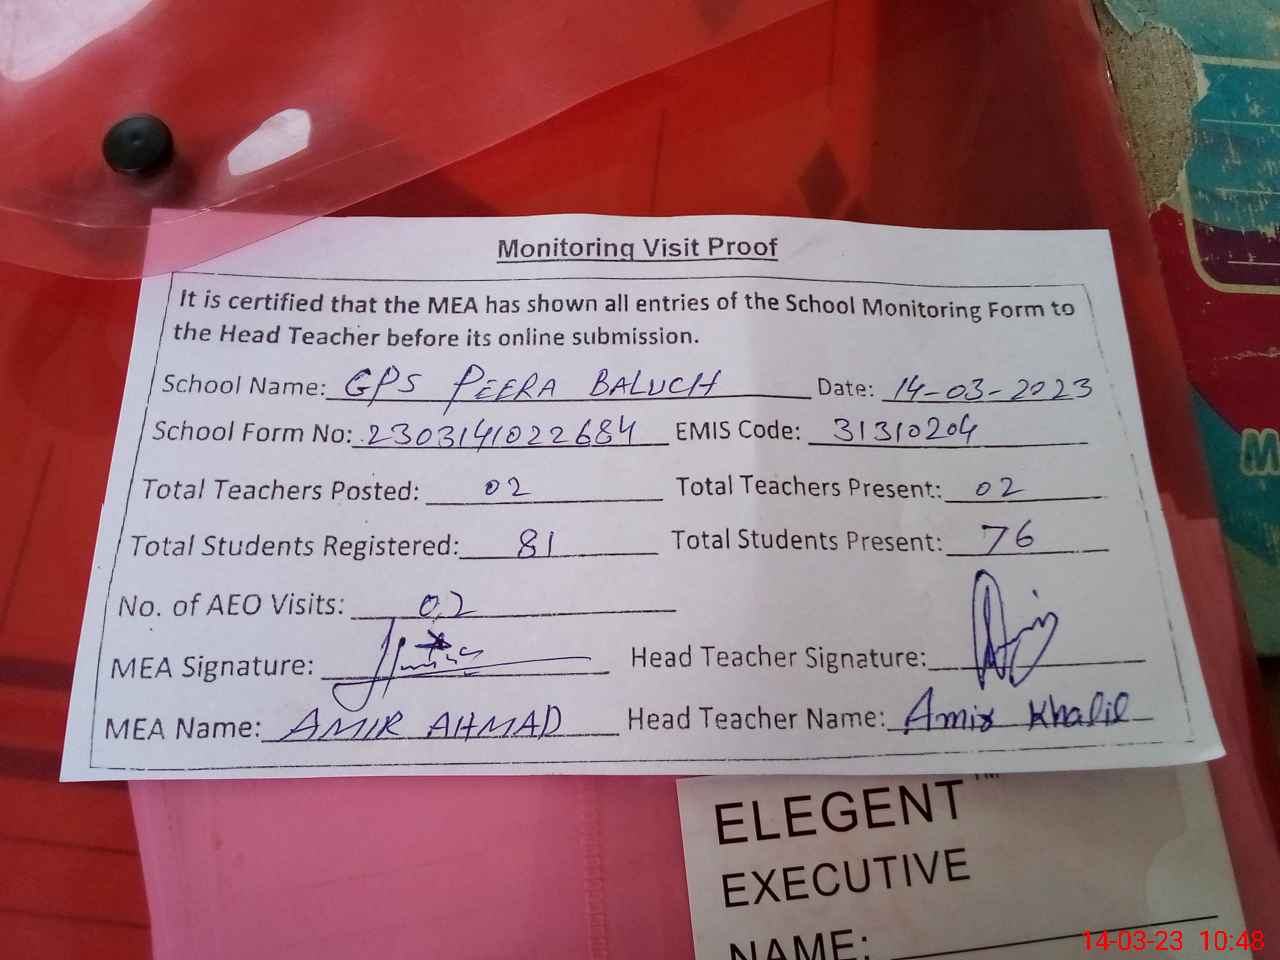 Monitoring Visit Proof
It is certified that the MEA has shown all entries of the School Monitoring Form to
the Head Teacher before its online submission.
School Name: GPS PEERA BALUCH Date: 14-03-2023
School Form No: 2303141022684 EMIS Code: 31310204
Total Teachers Posted: 02 Total Teachers Present: 02
Total Students Registered: 81 Total Students Present: 76
No. of AEO Visits: 02
MEA Signature: Head Teacher Signature:
MEA Name: AMIR AHMAD Head Teacher Name: Amir Khalil
ELEGENT TM
EXECUTIVE
NAME:
M
14-03-23 10:48